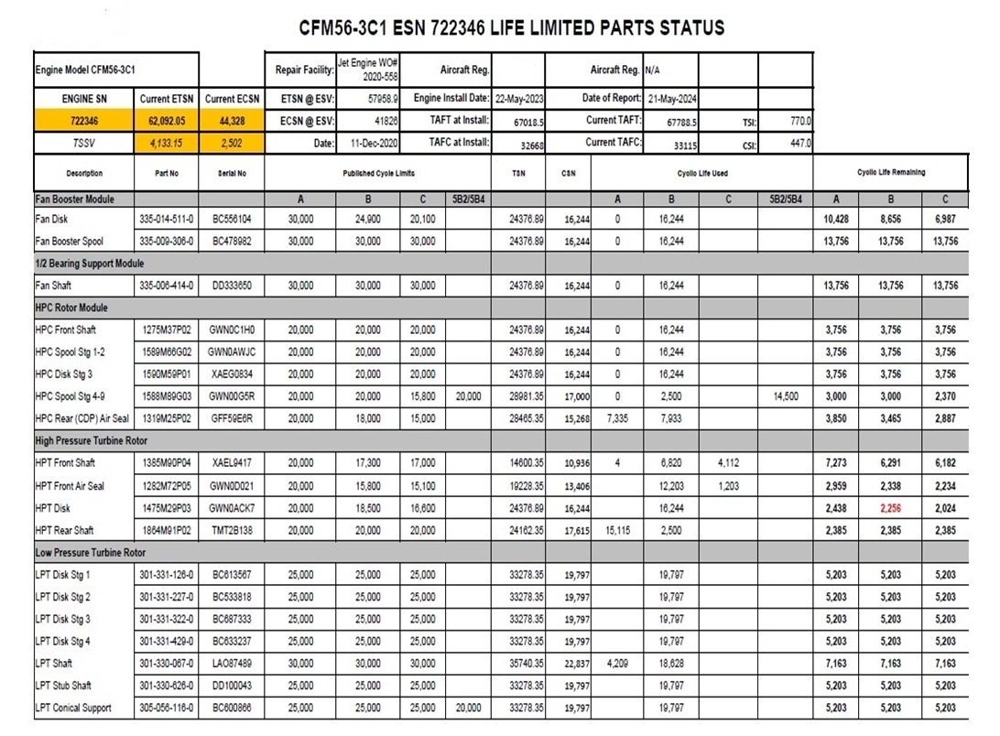 CFM56-3C1 ESN 722346 LIFE LIMITED PARTS STATUS
Engine Model CFM56-3C1 Repair Facility: Jet Engine WO# 2020-558 Aircraft Reg. Aircraft Reg. N/A
ENGINE SN Current ETSN Current ECSN ETSN @ ESV: 57958.9 Engine Install Date: 22-May-2023 Date of Report: 21-May-2024
722346 62,092.05 44,328 ECSN @ ESV: 41826 TAFT at Install: 67018.5 Current TAFT: 67788.5 TSI: 770.0
TSSV 4,133.15 2,502 Date: 11-Dec-2020 TAFC at Install: 32668 Current TAFC: 33115 CSI: 447.0
Description Part No Serial No Published Cycle Limits TSN CSN Cyclic Life Used Cyclic Life Remaining
Fan Booster Module A B C 5B2/5B4 A B C 5B2/5B4 A B C
Fan Disk 335-014-511-0 BC556104 30,000 24,900 20,100 24376.89 16,244 0 16,244 10,428 8,656 6,987
Fan Booster Spool 335-009-306-0 BC478982 30,000 30,000 30,000 24376.89 16,244 0 16,244 13,756 13,756 13,756
1/2 Bearing Support Module
Fan Shaft 335-006-414-0 DD333650 30,000 30,000 30,000 24376.89 16,244 0 16,244 13,756 13,756 13,756
HPC Rotor Module
HPC Front Shaft 1275M37P02 GWN0C1H0 20,000 20,000 20,000 24376.89 16,244 0 16,244 3,756 3,756 3,756
HPC Spool Stg 1-2 1589M66G02 GWN0AWJC 20,000 20,000 20,000 24376.89 16,244 0 16,244 3,756 3,756 3,756
HPC Disk Stg 3 1590M59P01 XAEG0834 20,000 20,000 20,000 24376.89 16,244 0 16,244 3,756 3,756 3,756
HPC Spool Stg 4-9 1588M89G03 GWN00G5R 20,000 20,000 15,800 20,000 28981.35 17,000 0 2,500 14,500 3,000 3,000 2,370
HPC Rear (CDP) Air Seal 1319M25P02 GFF59E6R 20,000 18,000 15,000 28465.35 15,268 7,335 7,933 3,850 3,465 2,887
High Pressure Turbine Rotor
HPT Front Shaft 1385M90P04 XAEL9417 20,000 17,300 17,000 14600.35 10,936 4 6,820 4,112 7,273 6,291 6,182
HPT Front Air Seal 1282M72P05 GWN0D021 20,000 15,800 15,100 19228.35 13,406 12,203 1,203 2,959 2,338 2,234
HPT Disk 1475M29P03 GWN0ACK7 20,000 18,500 16,600 24376.89 16,244 16,244 2,438 2,256 2,024
HPT Rear Shaft 1864M91P02 TMT2B138 20,000 20,000 20,000 24162.35 17,615 15,115 2,500 2,385 2,385 2,385
Low Pressure Turbine Rotor
LPT Disk Stg 1 301-331-126-0 BC613567 25,000 25,000 25,000 33278.35 19,797 19,797 5,203 5,203 5,203
LPT Disk Stg 2 301-331-227-0 BC533818 25,000 25,000 25,000 33278.35 19,797 19,797 5,203 5,203 5,203
LPT Disk Stg 3 301-331-322-0 BC687333 25,000 25,000 25,000 33278.35 19,797 19,797 5,203 5,203 5,203
LPT Disk Stg 4 301-331-429-0 BC633237 25,000 25,000 25,000 33278.35 19,797 19,797 5,203 5,203 5,203
LPT Shaft 301-330-067-0 LAO87489 30,000 30,000 30,000 35740.35 22,837 4,209 18,628 7,163 7,163 7,163
LPT Stub Shaft 301-330-626-0 DD100043 25,000 25,000 25,000 33278.35 19,797 19,797 5,203 5,203 5,203
LPT Conical Support 305-056-116-0 BC600866 25,000 25,000 25,000 20,000 33278.35 19,797 19,797 5,203 5,203 5,203